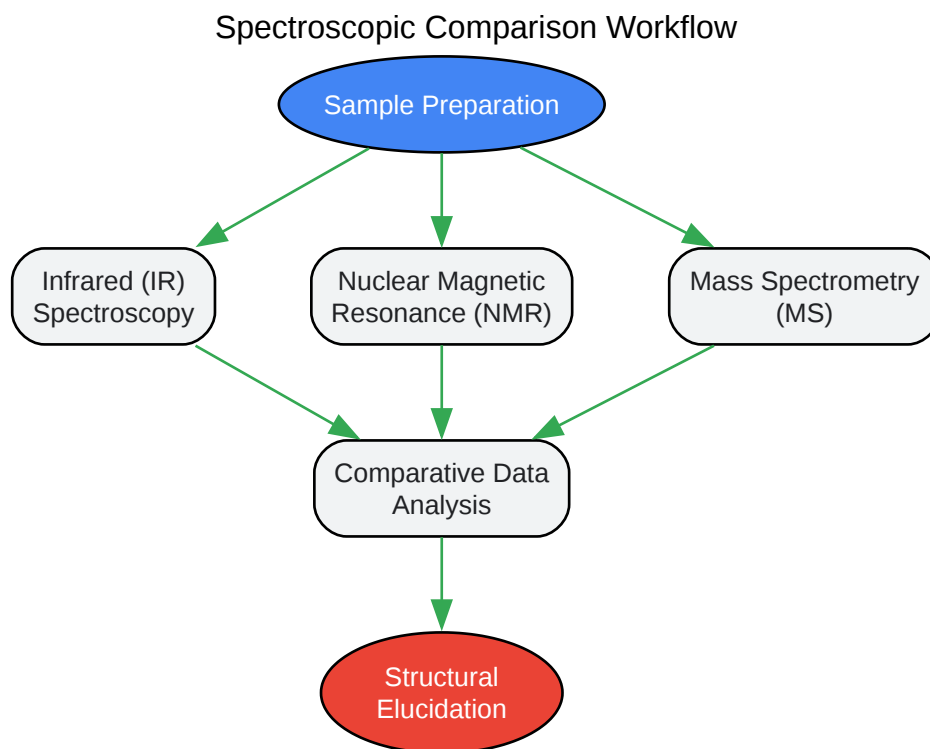 Spectroscopic Comparison Workflow
Sample Preparation
Infrared (IR)
Spectroscopy
Nuclear Magnetic
Resonance (NMR)
Mass Spectrometry
(MS)
Comparative Data
Analysis
Structural
Elucidation